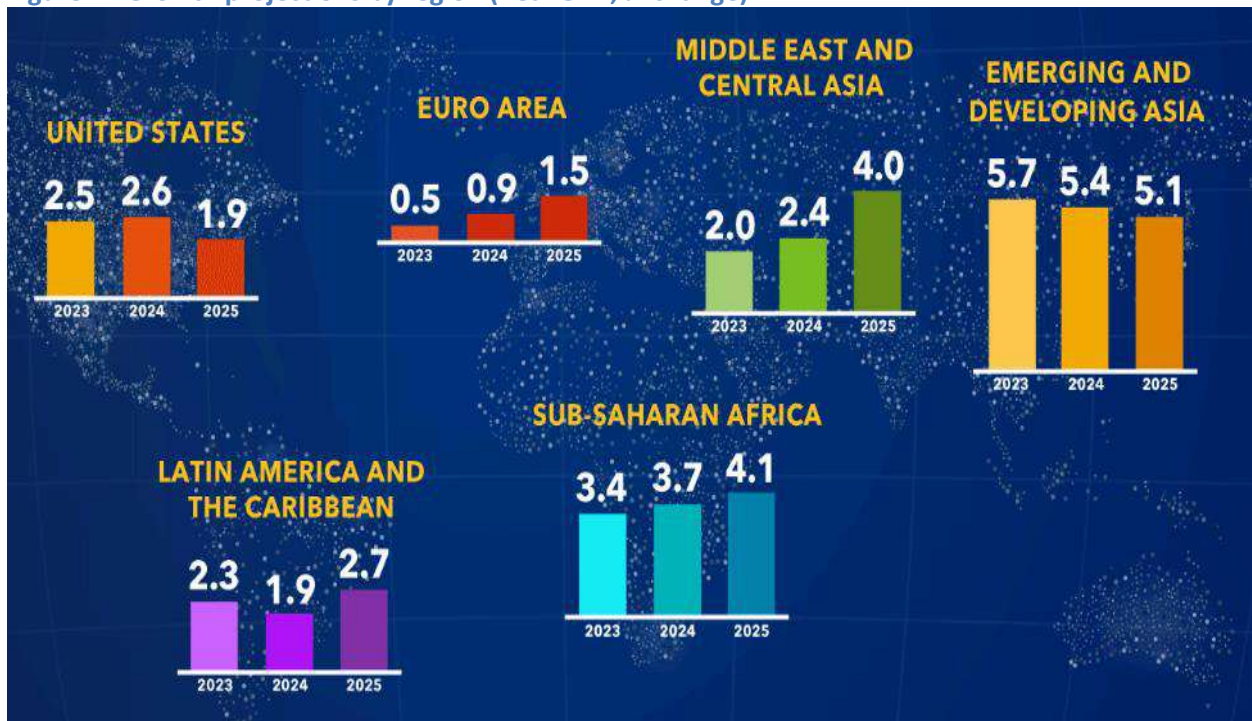 UNITED STATES
2.5 2.6 1.9
2023 2024 2025
EURO AREA
0.5 0.9 1.5
2023 2024 2025
MIDDLE EAST AND
CENTRAL ASIA
2.0 2.4 4.0
2023 2024 2025
EMERGING AND
DEVELOPING ASIA
5.7 5.4 5.1
2023 2024 2025
LATIN AMERICA AND
THE CARIBBEAN
2.3 1.9 2.7
2023 2024 2025
SUB-SAHARAN AFRICA
3.4 3.7 4.1
2023 2024 2025